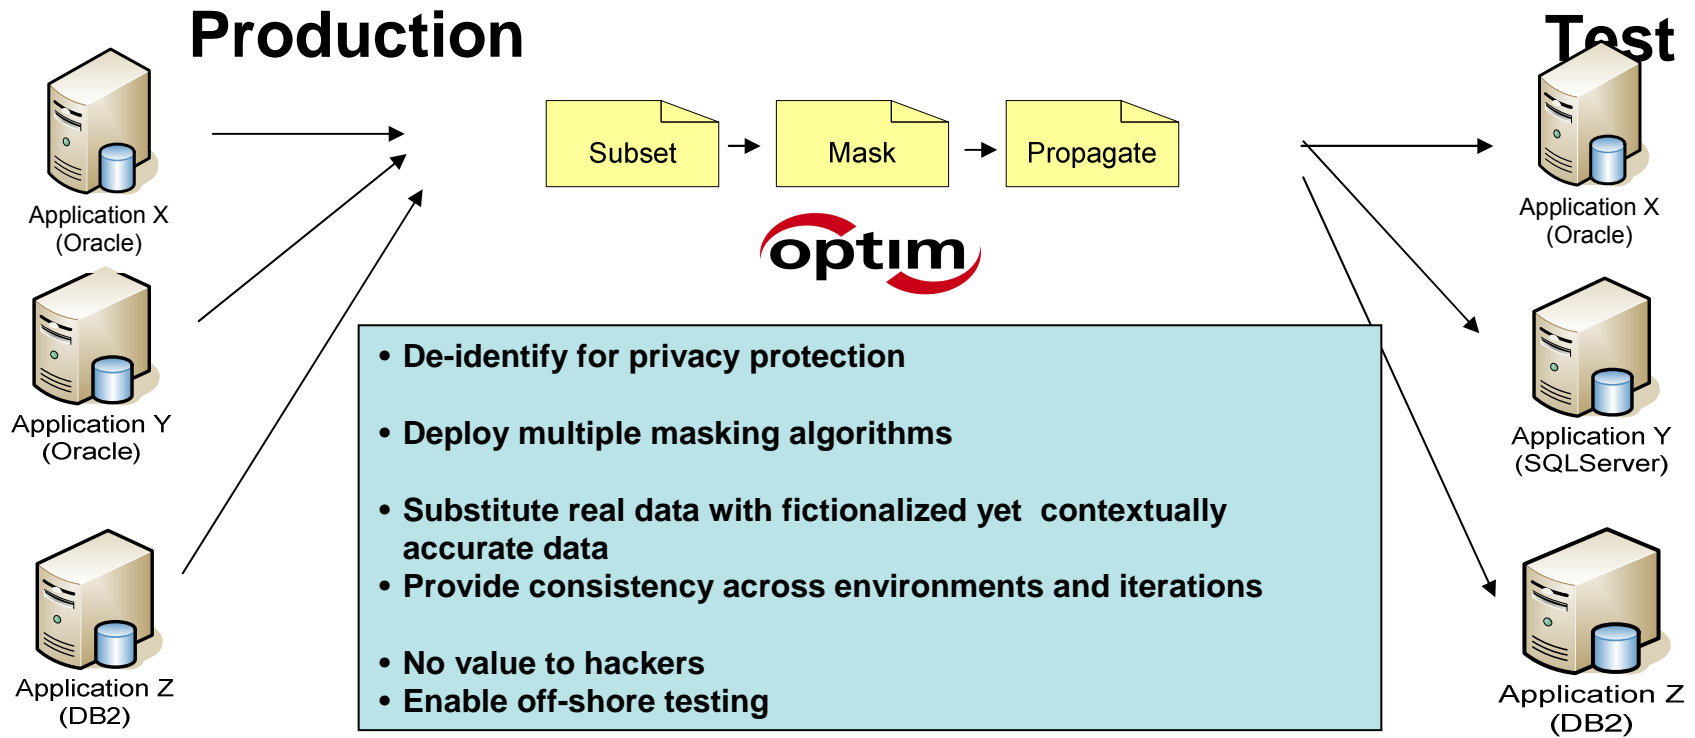 Production
Test
Application X
(Oracle)
Application Y
(Oracle)
Application Z
(DB2)
Subset
Mask
Propagate
optim
• De-identify for privacy protection
• Deploy multiple masking algorithms
• Substitute real data with fictionalized yet  contextually
accurate data
• Provide consistency across environments and iterations
• No value to hackers
• Enable off-shore testing
Application X
(Oracle)
Application Y
(SQLServer)
Application Z
(DB2)